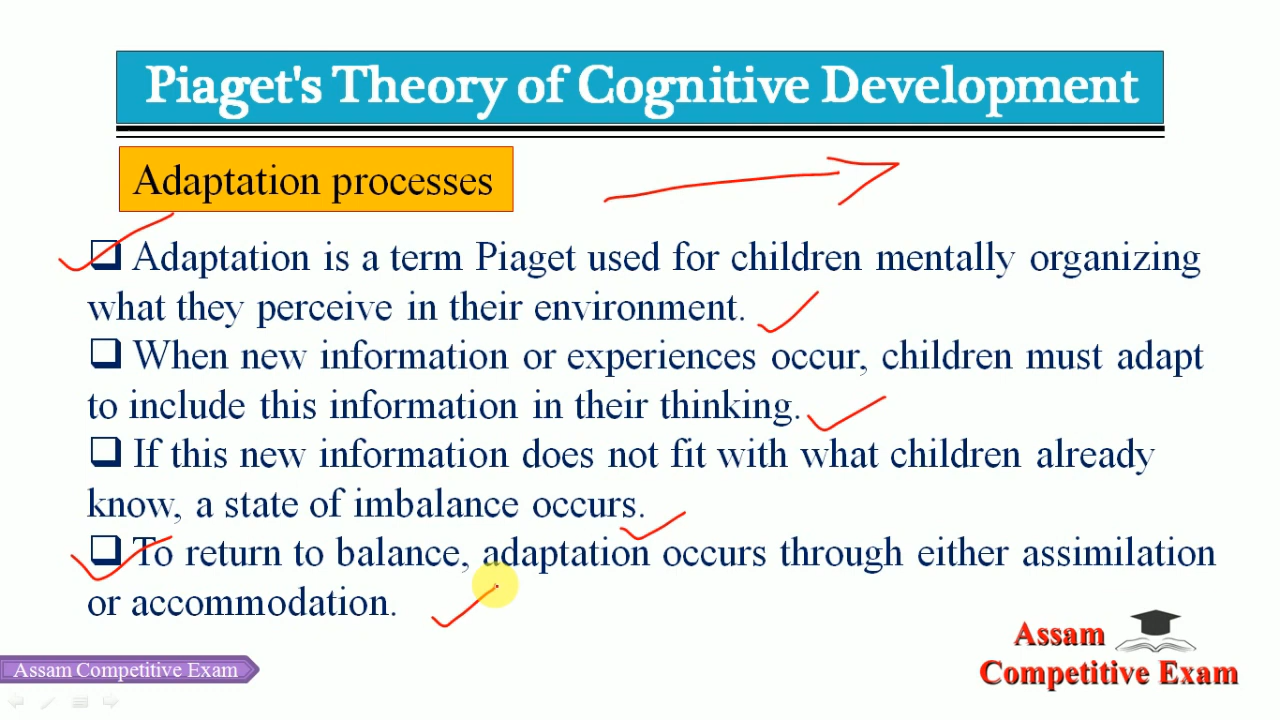 Piaget's Theory of Cognitive Development
Adaptation processes
Adaptation is a term Piaget used for children mentally organizing
what they perceive in their environment.
When new information or experiences occur, children must adapt
to include this information in their thinking.
If this new information does not fit with what children already
know, a state of imbalance occurs.
To return to balance, adaptation occurs through either assimilation
or accommodation.
Assam Competitive Exam
Assam
Competitive Exam